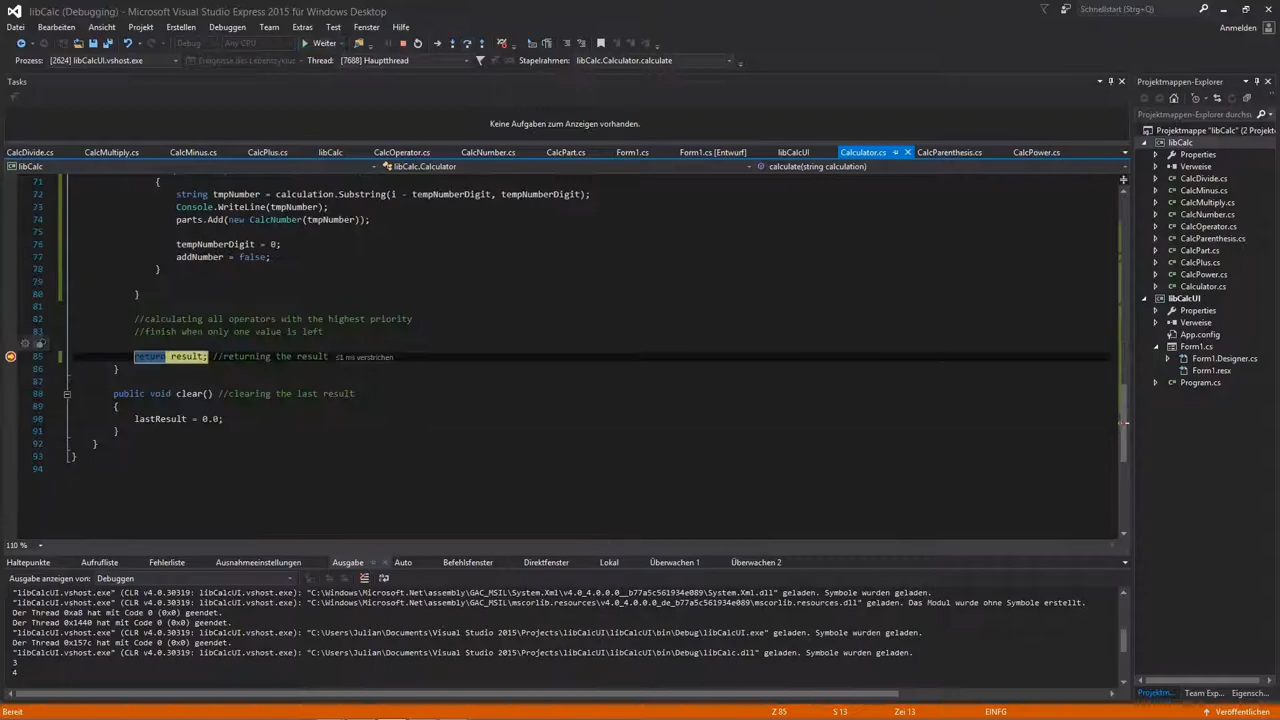 libCalc (Debugging) - Microsoft Visual Studio Express 2015 für Windows Desktop
Schnellstart (Strg+Q)
Datei Bearbeiten Ansicht Projekt Erstellen Debuggen Team Extras Test Fenster Hilfe
Anmelden
Debug Any CPU Weiter
Prozess: [2624] libCalcUI.vshost.exe Ereignisse des Lebenszyklus Thread: [7688] Hauptthread Stapelrahmen: libCalc.Calculator.calculate
Tasks
Keine Aufgaben zum Anzeigen vorhanden.
CalcDivide.cs CalcMultiply.cs CalcMinus.cs CalcPlus.cs libCalc CalcOperator.cs CalcNumber.cs CalcPart.cs Form1.cs Form1.cs [Entwurf] libCalcUI Calculator.cs CalcParenthesis.cs CalcPower.cs
libCalc libCalc.Calculator calculate(string calculation)
71 {
72 string tmpNumber = calculation.Substring(i - tempNumberDigit, tempNumberDigit);
73 Console.WriteLine(tmpNumber);
74 parts.Add(new CalcNumber(tmpNumber));
75
76 tempNumberDigit = 0;
77 addNumber = false;
78 }
79
80 }
81
82 //calculating all operators with the highest priority
83 //finish when only one value is left
85 return result; //returning the result ≤1 ms verstrichen
86 }
87
88 public void clear() //clearing the last result
89 {
90 lastResult = 0.0;
91 }
92 }
93 }
94
110 %
Haltepunkte Aufrufliste Fehlerliste Ausnahmeeinstellungen Ausgabe Auto Befehlsfenster Direktfenster Lokal Überwachen 1 Überwachen 2
Ausgabe anzeigen von: Debuggen
"libCalcUI.vshost.exe" (CLR v4.0.30319: libCalcUI.vshost.exe): "C:\Windows\Microsoft.Net\assembly\GAC_MSIL\System.Xml\v4.0_4.0.0.0__b77a5c561934e089\System.Xml.dll" geladen. Symbole wurden geladen.
"libCalcUI.vshost.exe" (CLR v4.0.30319: libCalcUI.vshost.exe): "C:\Windows\Microsoft.Net\assembly\GAC_MSIL\mscorlib.resources\v4.0_4.0.0.0_de_b77a5c561934e089\mscorlib.resources.dll" geladen. Das Modul wurde ohne Symbole erstellt.
Der Thread 0xa8 hat mit Code 0 (0x0) geendet.
Der Thread 0x1440 hat mit Code 0 (0x0) geendet.
"libCalcUI.vshost.exe" (CLR v4.0.30319: libCalcUI.vshost.exe): "C:\Users\Julian\Documents\Visual Studio 2015\Projects\libCalcUI\libCalcUI\bin\Debug\libCalcUI.exe" geladen. Symbole wurden geladen.
Der Thread 0x157c hat mit Code 0 (0x0) geendet.
"libCalcUI.vshost.exe" (CLR v4.0.30319: libCalcUI.vshost.exe): "C:\Users\Julian\Documents\Visual Studio 2015\Projects\libCalcUI\libCalcUI\bin\Debug\libCalc.dll" geladen. Symbole wurden geladen.
3
4
Projektmappen-Explorer
Projektmappen-Explorer durchsu
Projektmappe "libCalc" (2 Projekt
libCalc
Properties
Verweise
CalcDivide.cs
CalcMinus.cs
CalcMultiply.cs
CalcNumber.cs
CalcOperator.cs
CalcParenthesis.cs
CalcPart.cs
CalcPlus.cs
CalcPower.cs
Calculator.cs
libCalcUI
Properties
Verweise
App.config
Form1.cs
Form1.Designer.cs
Form1.resx
Program.cs
Projektm... Team Exp... Eigensch...
Bereit Z 85 S 13 Zei 13 EINFG Veröffentlichen